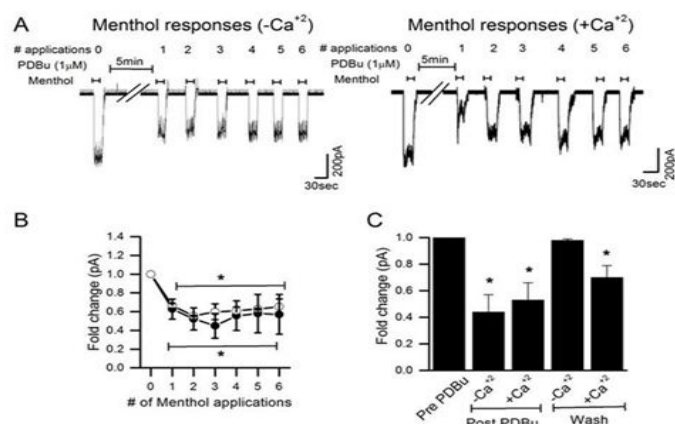 A
Menthol responses (-Ca+2)
# applications 0 1 2 3 4 5 6
PDBu (1μM) 5min
Menthol
200pA
30sec
Menthol responses (+Ca+2)
# applications 0 1 2 3 4 5 6
PDBu (1μM) 5min
Menthol
200pA
30sec
B
Fold change (pA)
1.4
1.2
1.0
0.8
0.6
0.4
0.2
0.0
*
*
0 1 2 3 4 5 6
# of Menthol applications
C
Fold change (pA)
1.0
0.8
0.6
0.4
0.2
0.0
* * *
Pre PDBu -Ca+2 +Ca+2 -Ca+2 +Ca+2
Post PDBu Wash